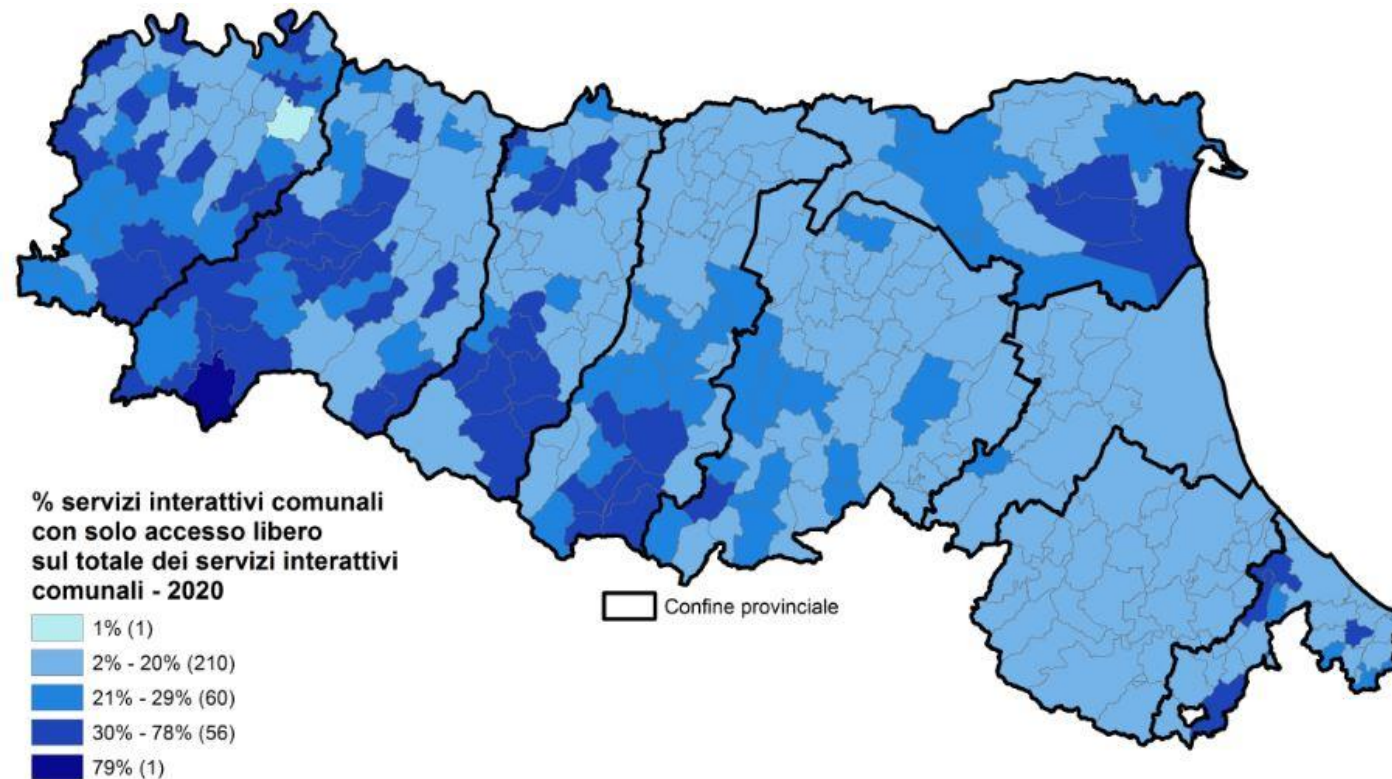 % servizi interattivi comunali
con solo accesso libero
sul totale dei servizi interattivi
comunali - 2020
1% (1)
2% - 20% (210)
21% - 29% (60)
30% - 78% (56)
79% (1)
Confine provinciale